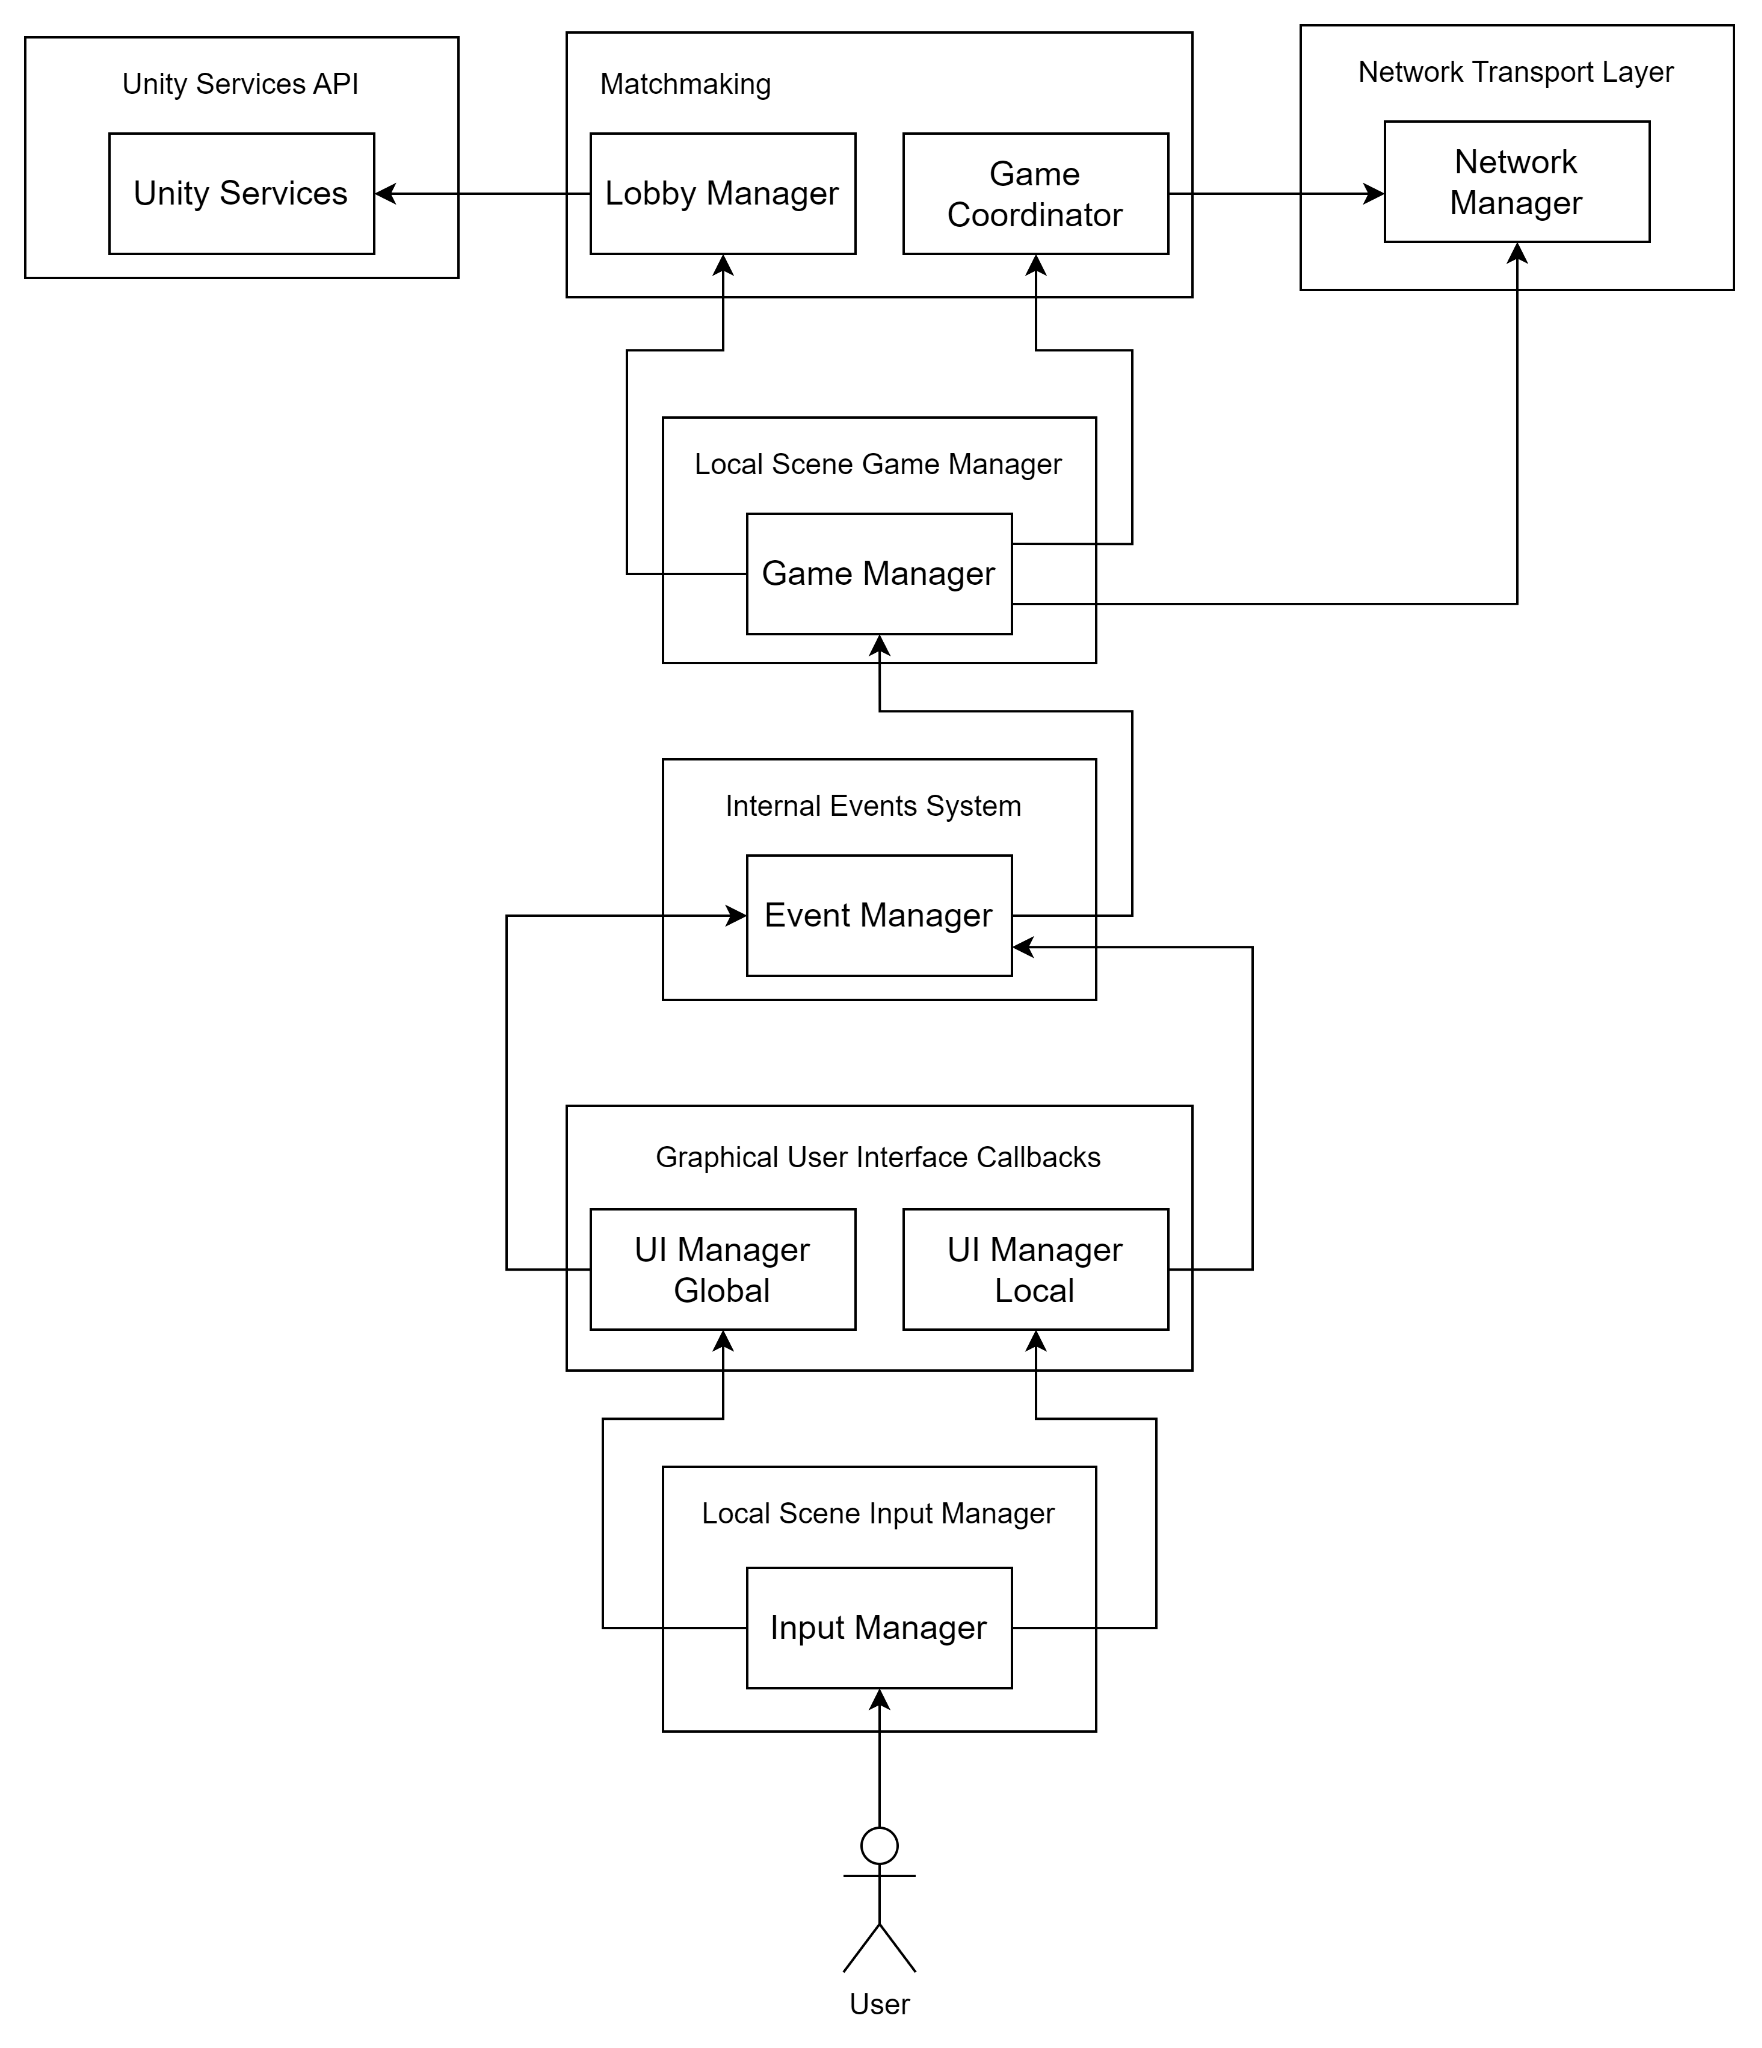 Unity Services API
Unity Services
Matchmaking
Lobby Manager
Game
Coordinator
Network Transport Layer
Network
Manager
Local Scene Game Manager
Game Manager
Internal Events System
Event Manager
Graphical User Interface Callbacks
UI Manager
Global
UI Manager
Local
Local Scene Input Manager
Input Manager
User